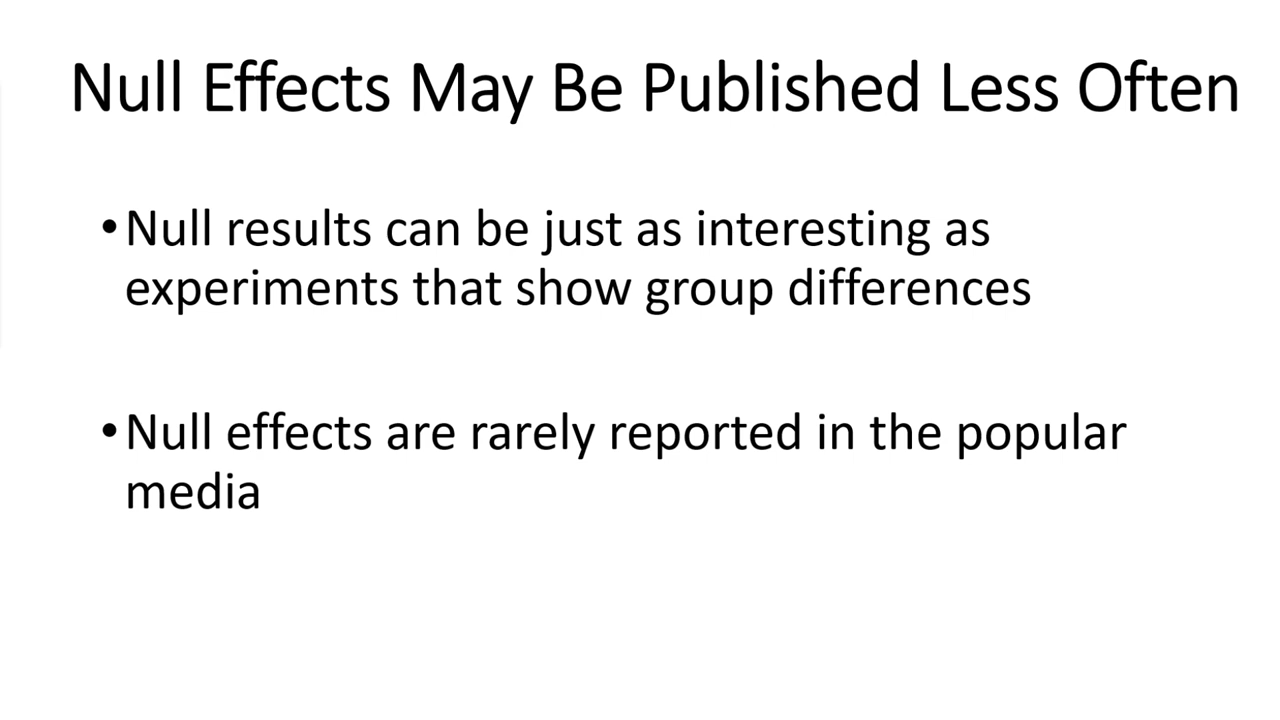 Null Effects May Be Published Less Often
•Null results can be just as interesting as
experiments that show group differences
•Null effects are rarely reported in the popular
media